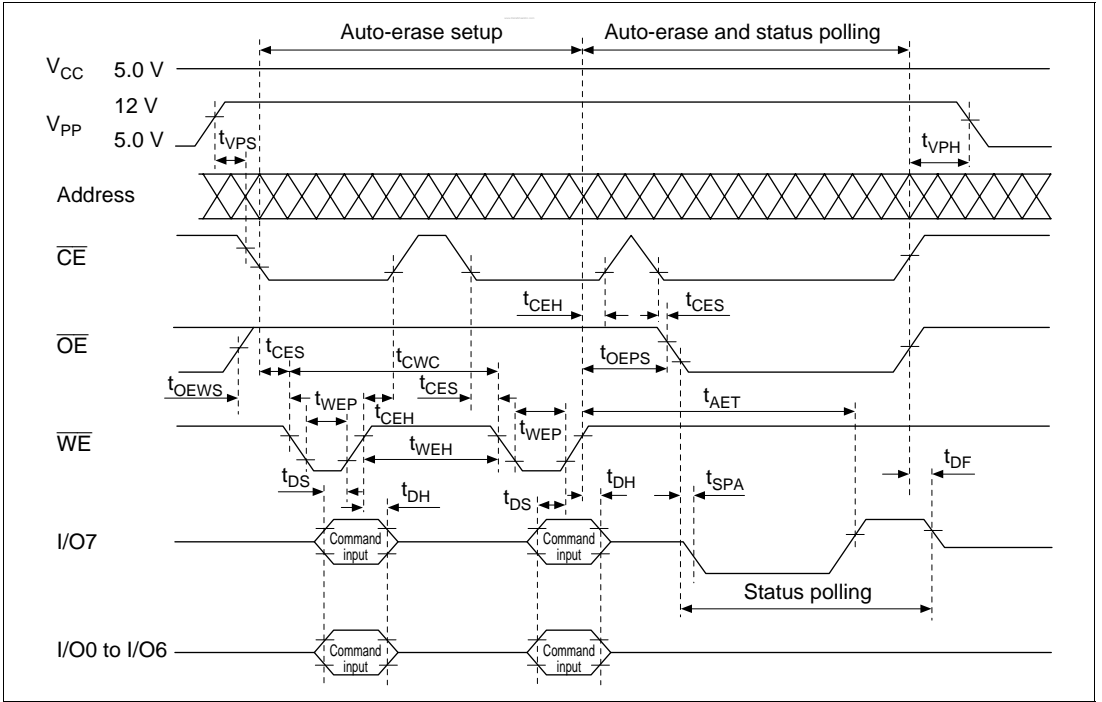 Auto-erase setup Auto-erase and status polling
VCC 5.0 V
12 V
VPP
5.0 V
tVPS
tVPH
Address
CE
tCEH tCES
OE
tCES tCWC tOEPS
tOEWS tWEP tCES tAET
tCEH tWEP
WE
tWEH
tDS tDH tDS tDH tSPA tDF
I/O7
Command input
Command input
Status polling
I/O0 to I/O6
Command input
Command input